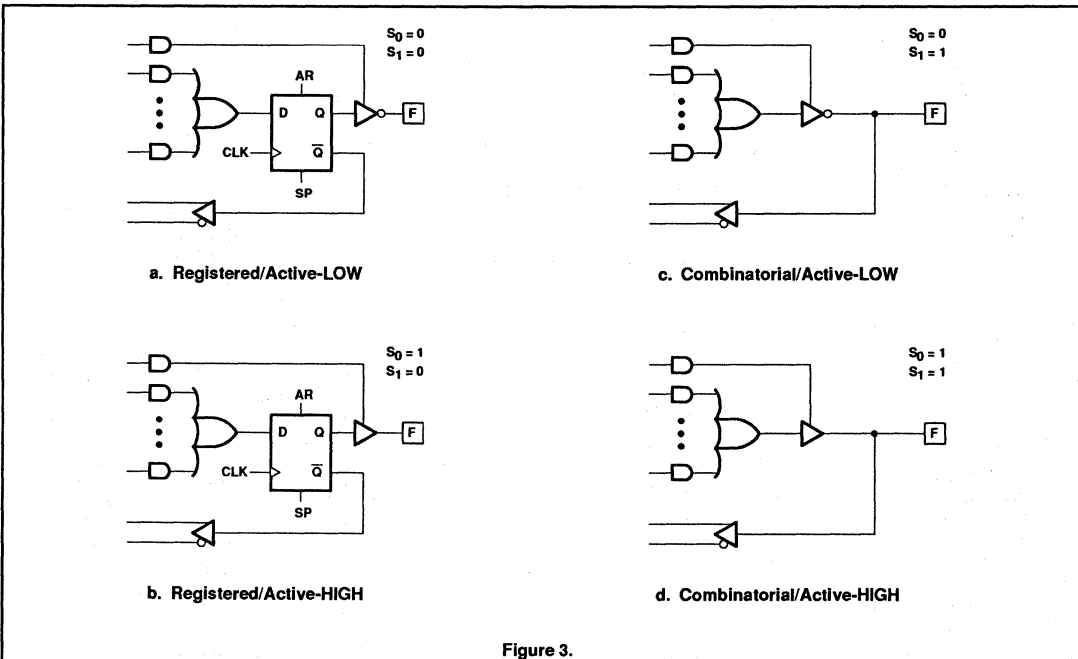 S0 = 0
S1 = 0
AR
D Q
F
CLK
Q̅
SP
a. Registered/Active-LOW
S0 = 0
S1 = 1
F
c. Combinatorial/Active-LOW
S0 = 1
S1 = 0
AR
D Q
F
CLK
Q̅
SP
b. Registered/Active-HIGH
S0 = 1
S1 = 1
F
d. Combinatorial/Active-HIGH
Figure 3.